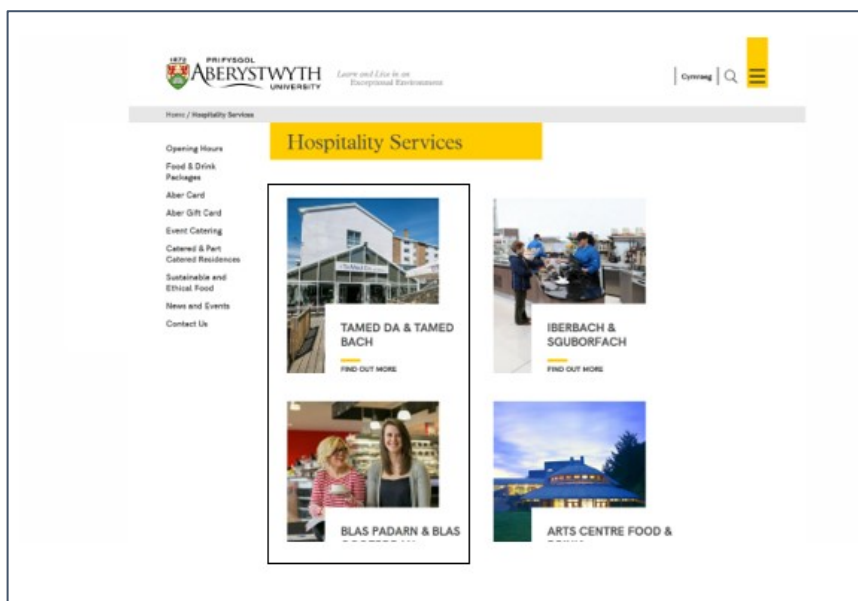 1872 PRIFYSGOL
ABERYSTWYTH
UNIVERSITY
Learn and Live in an
Exceptional Environment
Cymraeg
Home / Hospitality Services
Hospitality Services
Opening Hours
Food & Drink
Packages
Aber Card
Aber Gift Card
Event Catering
Catered & Part
Catered Residences
Sustainable and
Ethical Food
News and Events
Contact Us
TAMED DA & TAMED
BACH
FIND OUT MORE
IBERBACH &
SGUBORFACH
FIND OUT MORE
BLAS PADARN & BLAS
ARTS CENTRE FOOD &